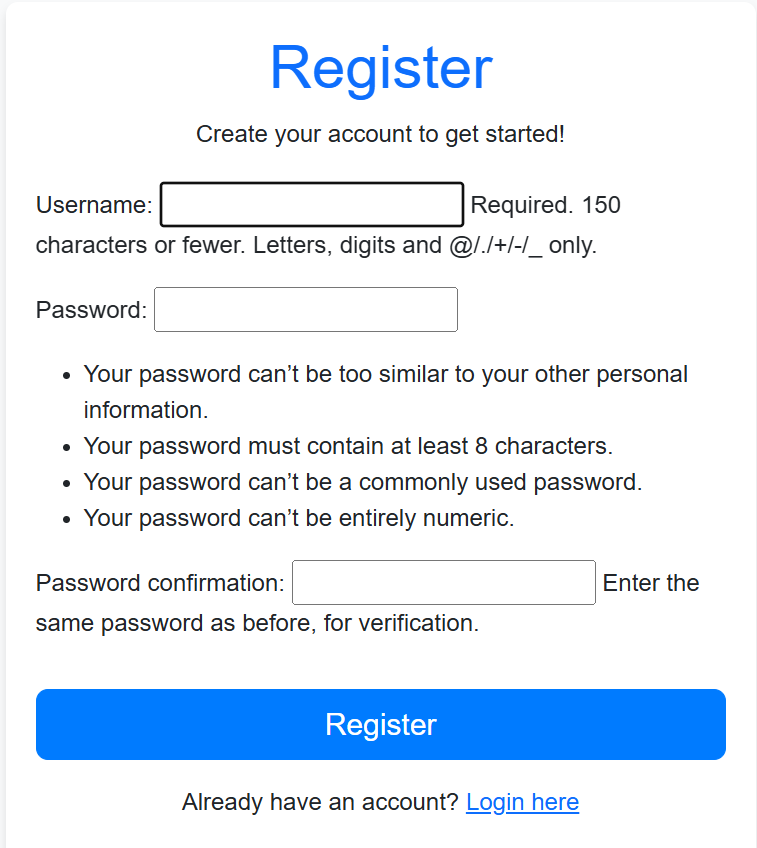 Register
Create your account to get started!
Username: Required. 150
characters or fewer. Letters, digits and @/./+/-/_ only.
Password:
• Your password can’t be too similar to your other personal
information.
• Your password must contain at least 8 characters.
• Your password can’t be a commonly used password.
• Your password can’t be entirely numeric.
Password confirmation: Enter the
same password as before, for verification.
Register
Already have an account? Login here